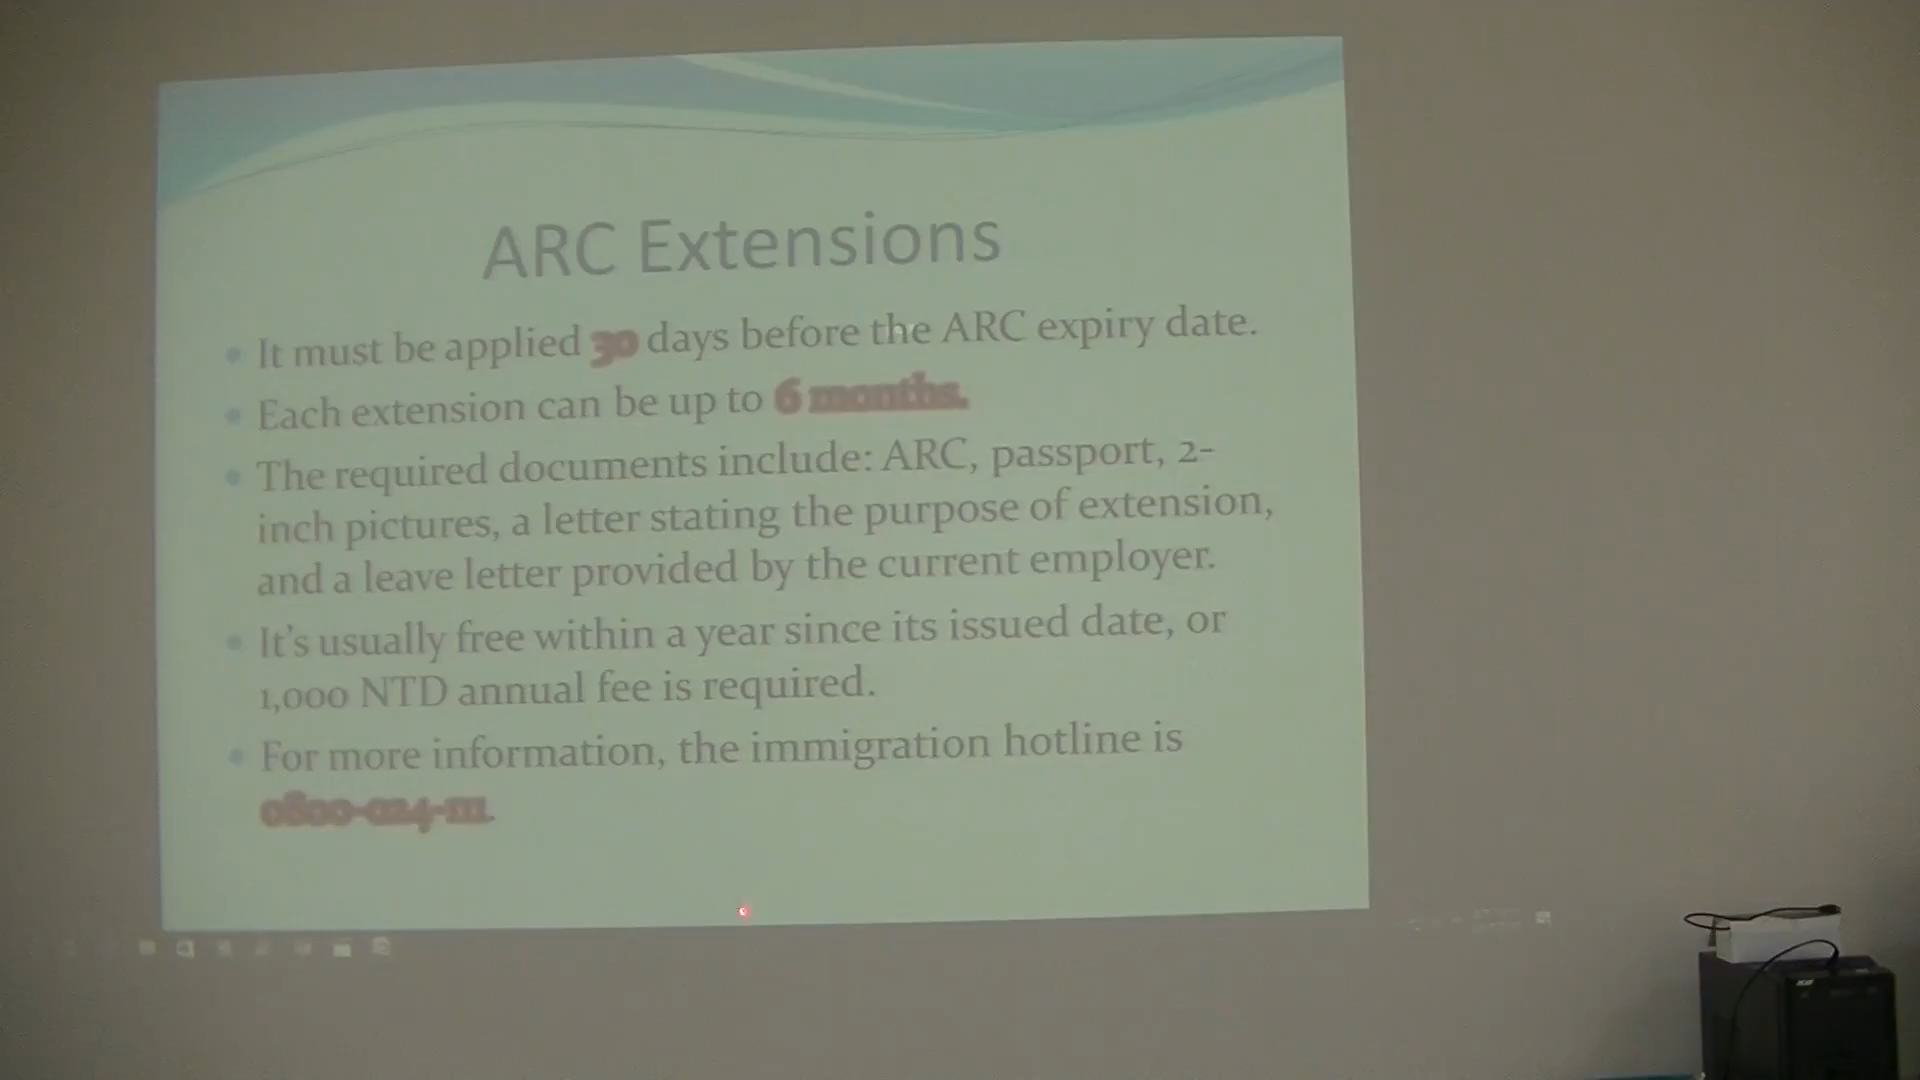 ARC Extensions
It must be applied 30 days before the ARC expiry date.
Each extension can be up to 6 months.
The required documents include: ARC, passport, 2-
inch pictures, a letter stating the purpose of extension,
and a leave letter provided by the current employer.
It's usually free within a year since its issued date, or
1,000 NTD annual fee is required.
For more information, the immigration hotline is
0800-024-111.
acer